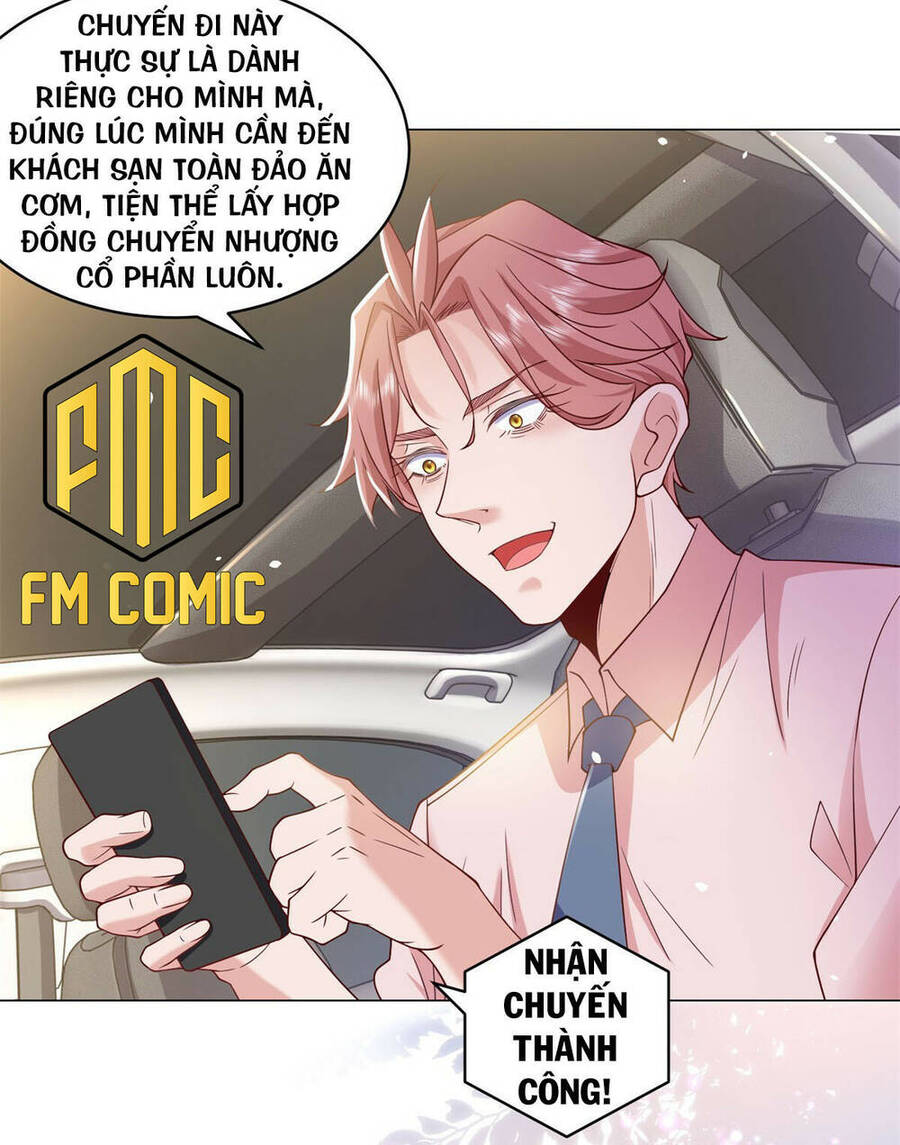 CHUYẾN ĐI NÀY
THỰC SỰ LÀ DÀNH
RIÊNG CHO MÌNH MÀ,
ĐÚNG LÚC MÌNH CẦN ĐẾN
KHÁCH SẠN TOÀN ĐẢO ĂN
CƠM, TIỆN THỂ LẤY HỢP
ĐỒNG CHUYỂN NHƯỢNG
CỔ PHẦN LUÔN.
FMC
FM COMIC
NHẬN
CHUYẾN
THÀNH
CÔNG!